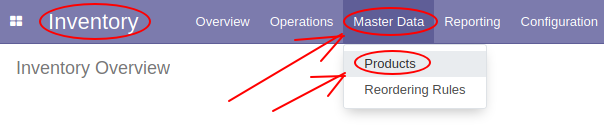 Inventory Overview Operations Master Data Reporting Configuration
Inventory Overview
Products
Reordering Rules